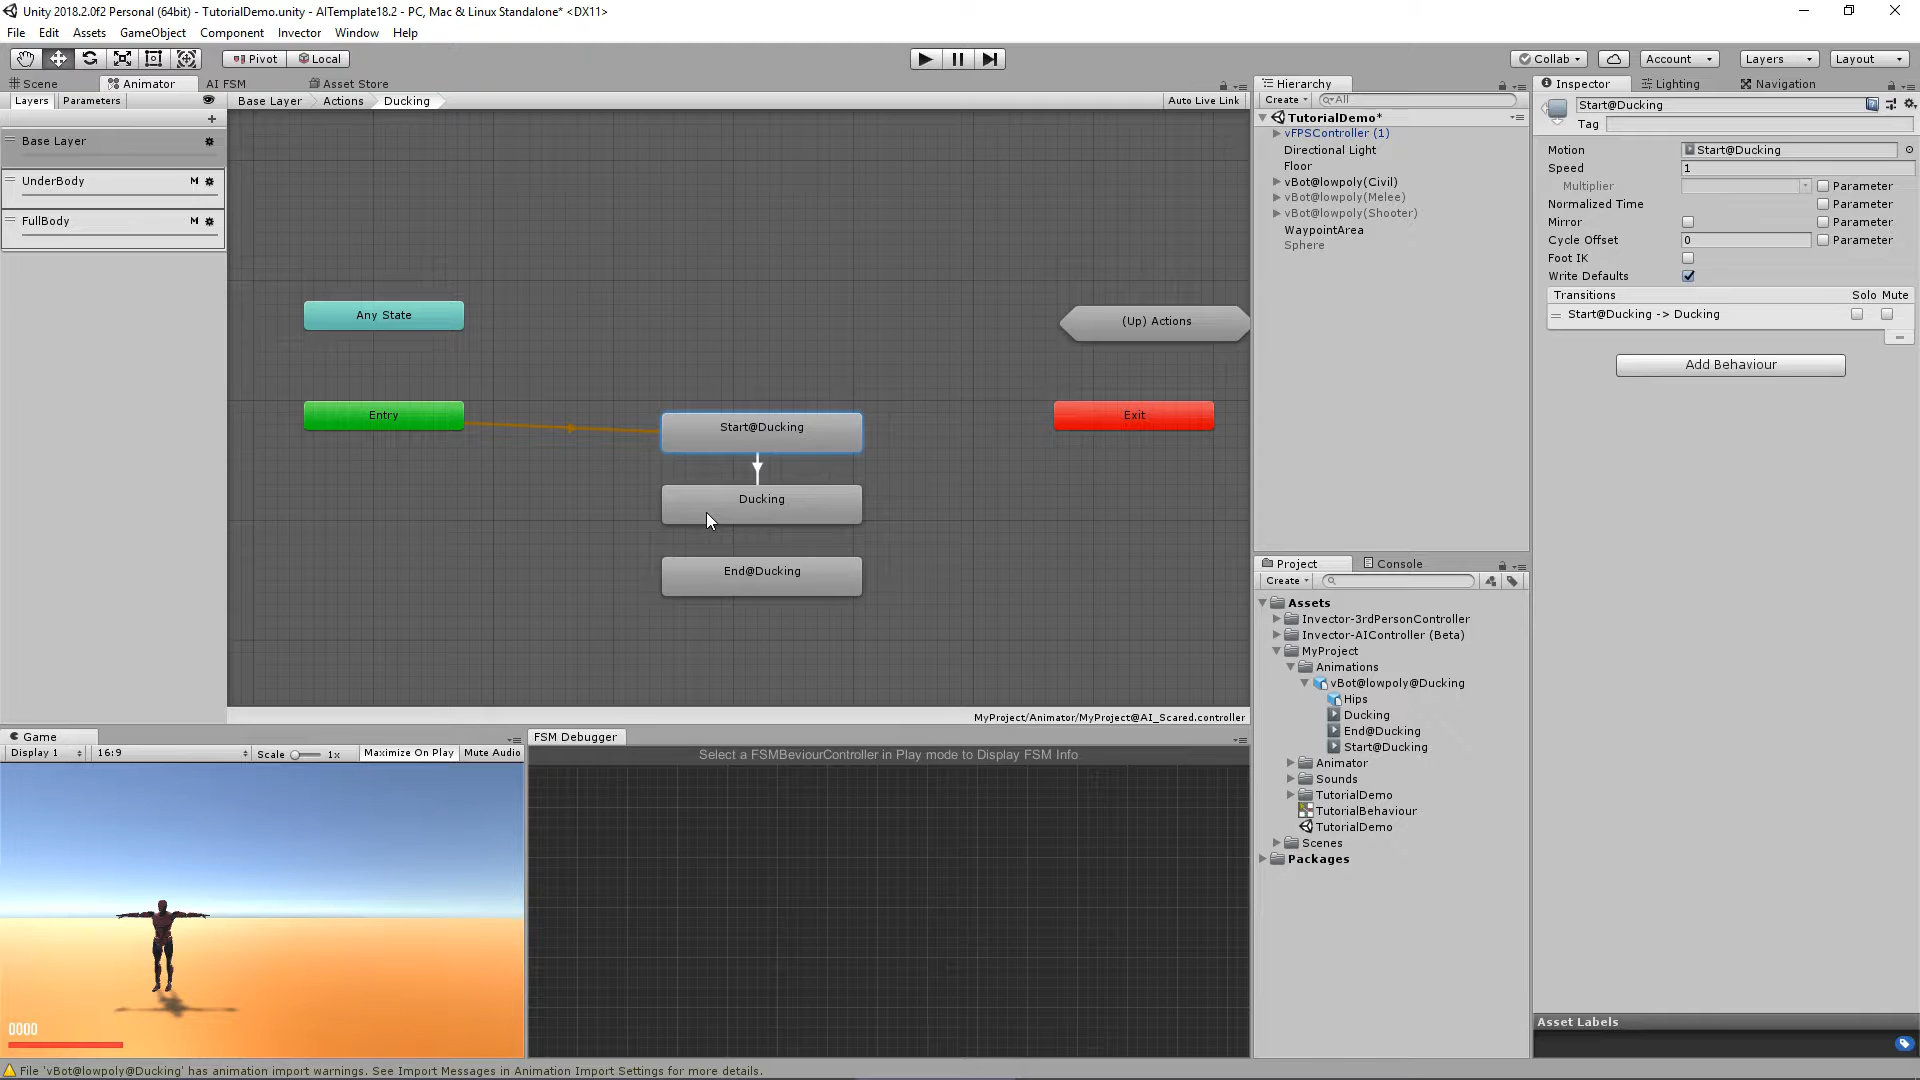 Unity 2018.2.0f2 Personal (64bit) - TutorialDemo.unity - AITemplate18.2 - PC, Mac & Linux Standalone* <DX11>
File Edit Assets GameObject Component Invector Window Help
Pivot Local
Collab Account Layers Layout
Scene Animator AI FSM Asset Store
Layers Parameters
Base Layer Actions Ducking Auto Live Link
Base Layer
UnderBody M
FullBody M
Any State
(Up) Actions
Entry
Exit
Start@Ducking
Ducking
End@Ducking
MyProject/Animator/MyProject@AI_Scared.controller
Game
Display 1 16:9 Scale 1x Maximize On Play Mute Audio
0000
FSM Debugger
Select a FSMBeviourController in Play mode to Display FSM Info
Hierarchy
Create All
TutorialDemo*
vFPSController (1)
Directional Light
Floor
vBot@lowpoly(Civil)
vBot@lowpoly(Melee)
vBot@lowpoly(Shooter)
WaypointArea
Sphere
Project Console
Create
Assets
Invector-3rdPersonController
Invector-AIController (Beta)
MyProject
Animations
vBot@lowpoly@Ducking
Hips
Ducking
End@Ducking
Start@Ducking
Animator
Sounds
TutorialDemo
TutorialBehaviour
TutorialDemo
Scenes
Packages
Inspector Lighting Navigation
Start@Ducking
Tag
Motion Start@Ducking
Speed 1
Multiplier Parameter
Normalized Time Parameter
Mirror Parameter
Cycle Offset 0 Parameter
Foot IK
Write Defaults
Transitions Solo Mute
Start@Ducking -> Ducking
Add Behaviour
Asset Labels
File 'vBot@lowpoly@Ducking' has animation import warnings. See Import Messages in Animation Import Settings for more details.